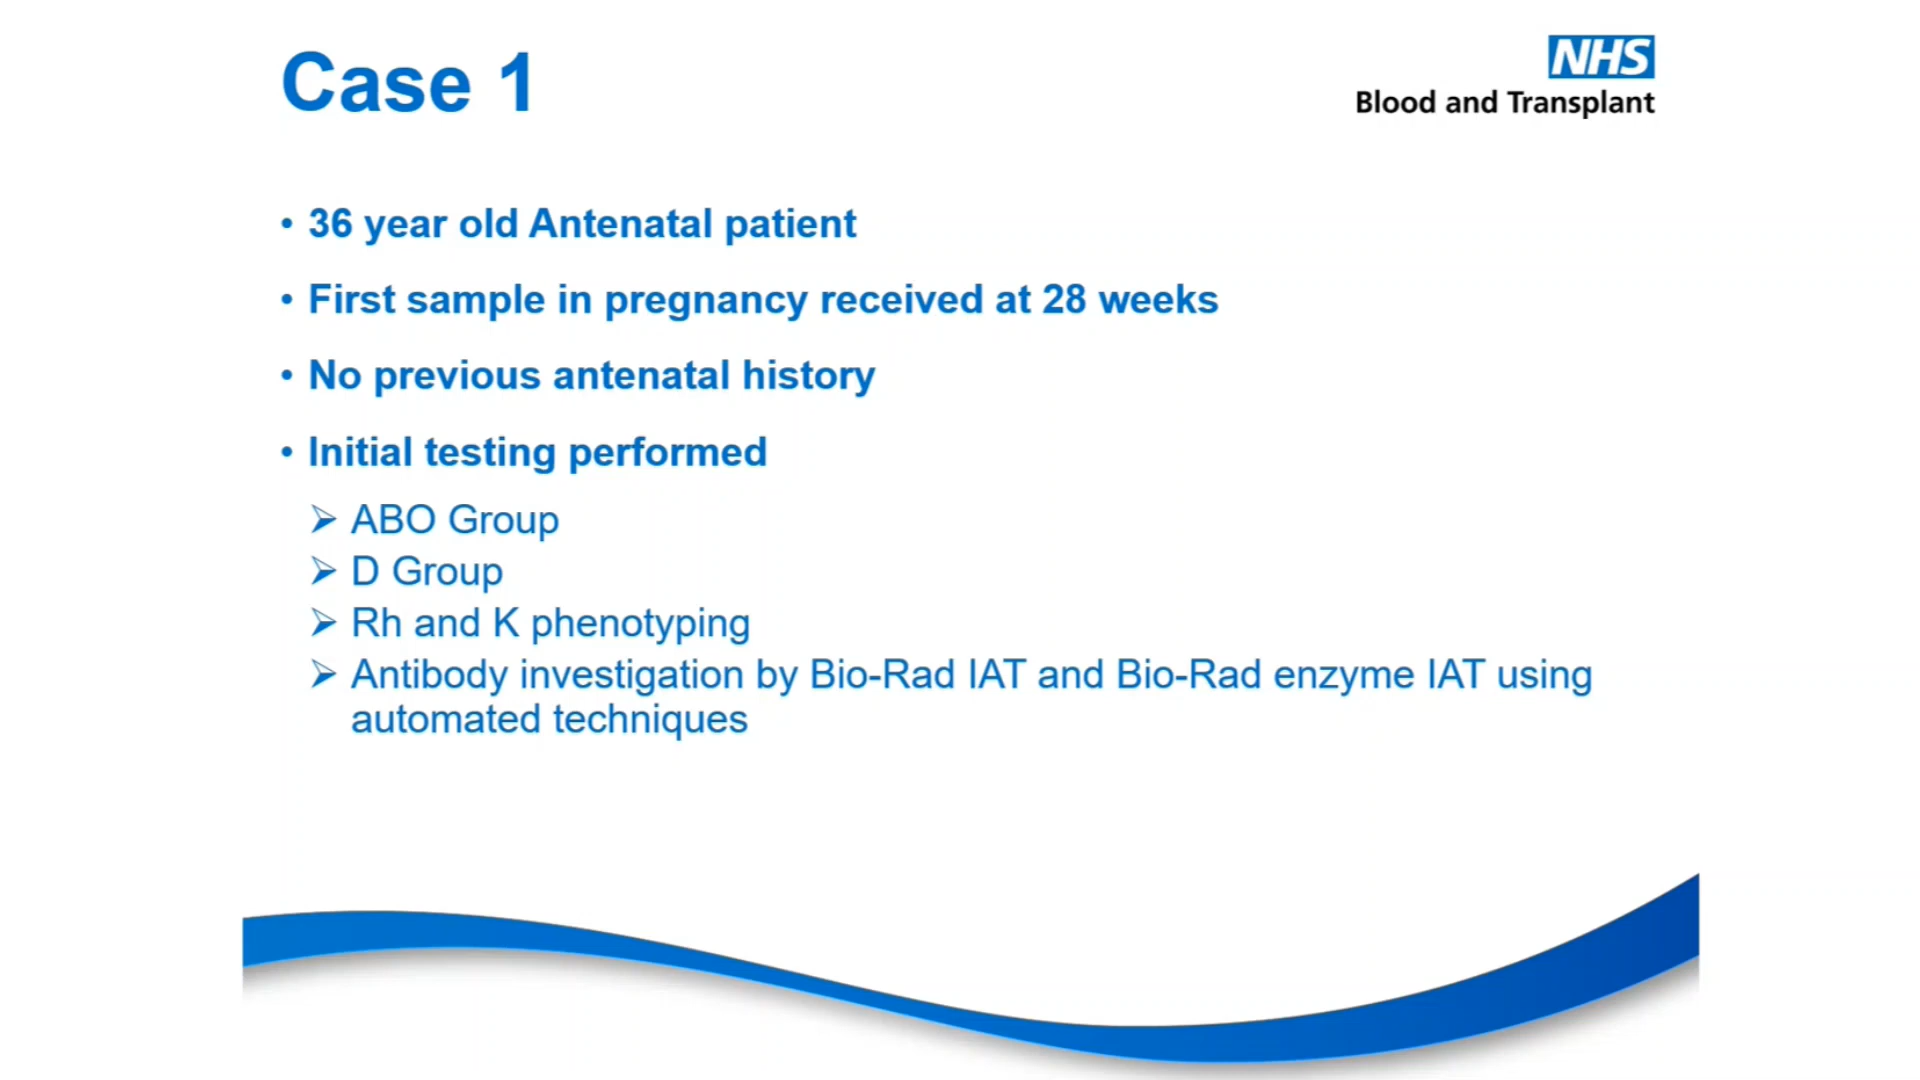 Case 1
NHS
Blood and Transplant
• 36 year old Antenatal patient
• First sample in pregnancy received at 28 weeks
• No previous antenatal history
• Initial testing performed
➢ ABO Group
➢ D Group
➢ Rh and K phenotyping
➢ Antibody investigation by Bio-Rad IAT and Bio-Rad enzyme IAT using
automated techniques